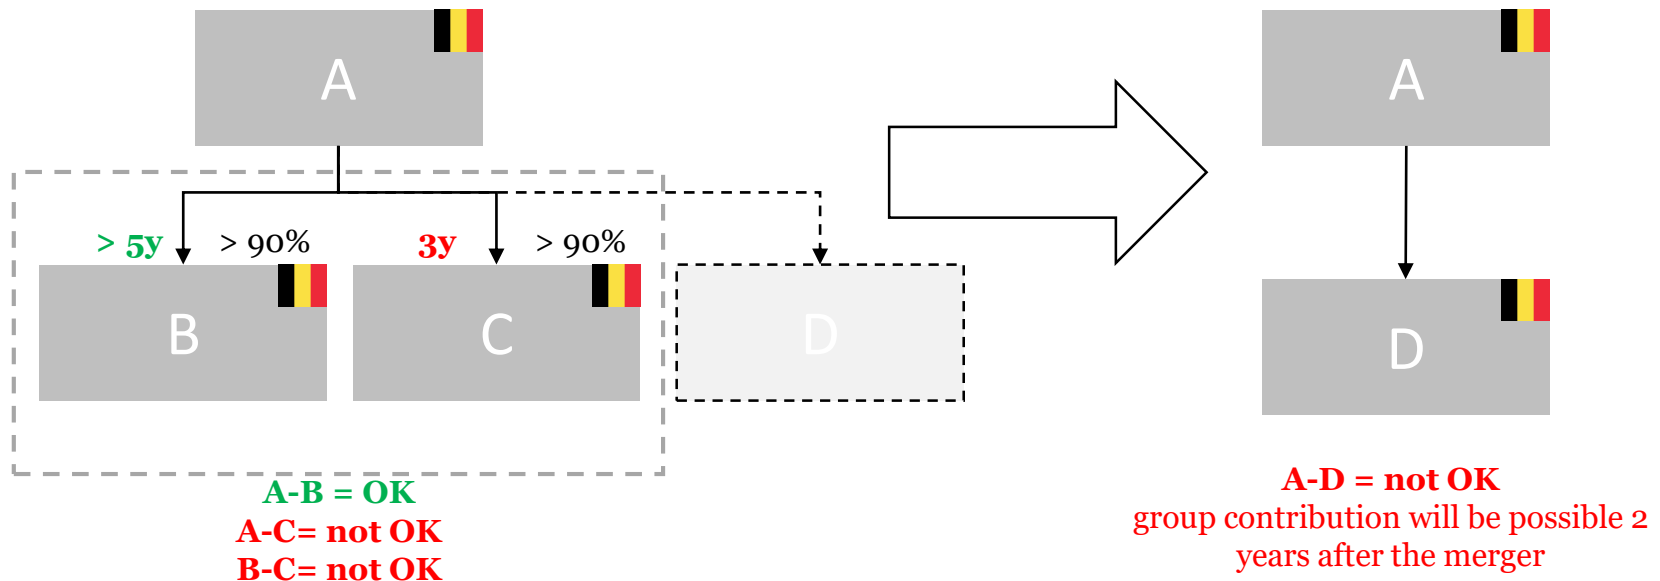 A
> 5y > 90% 3y > 90%
B C D
A-B = OK
A-C= not OK
B-C= not OK
A
D
A-D = not OK
group contribution will be possible 2
years after the merger